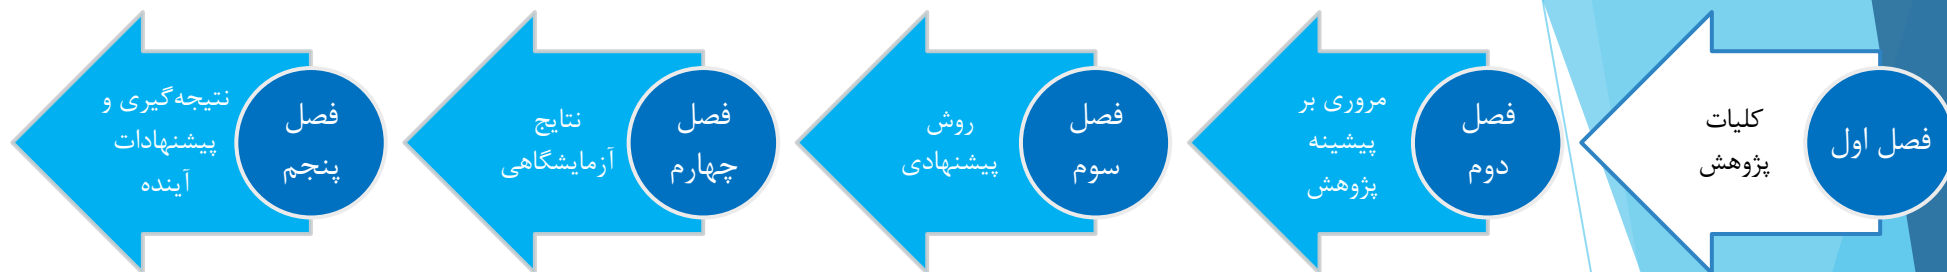 فصل اول
کلیات
پژوهش
فصل
دوم
مروری بر
پیشینه
پژوهش
فصل
سوم
روش
پیشنهادی
فصل
چهارم
نتایج
آزمایشگاهی
فصل
پنجم
نتیجه‌گیری و
پیشنهادات
آینده